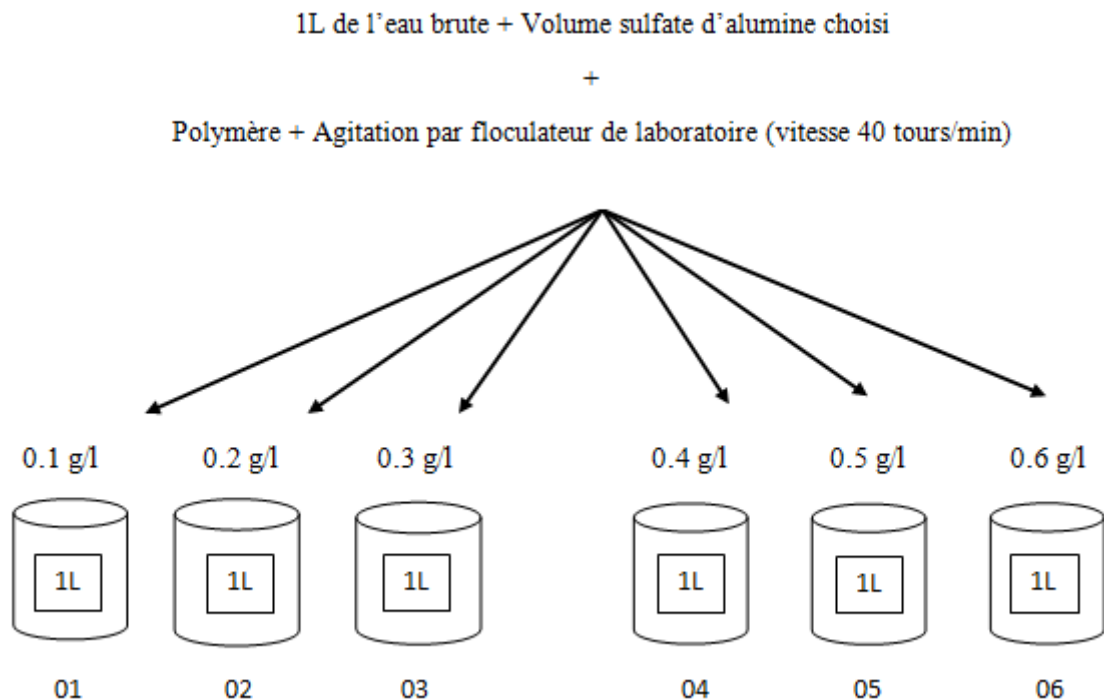 1L de l’eau brute + Volume sulfate d’alumine choisi
+
Polymère + Agitation par floculateur de laboratoire (vitesse 40 tours/min)
0.1 g/l 0.2 g/l 0.3 g/l 0.4 g/l 0.5 g/l 0.6 g/l
1L 1L 1L 1L 1L 1L
01 02 03 04 05 06